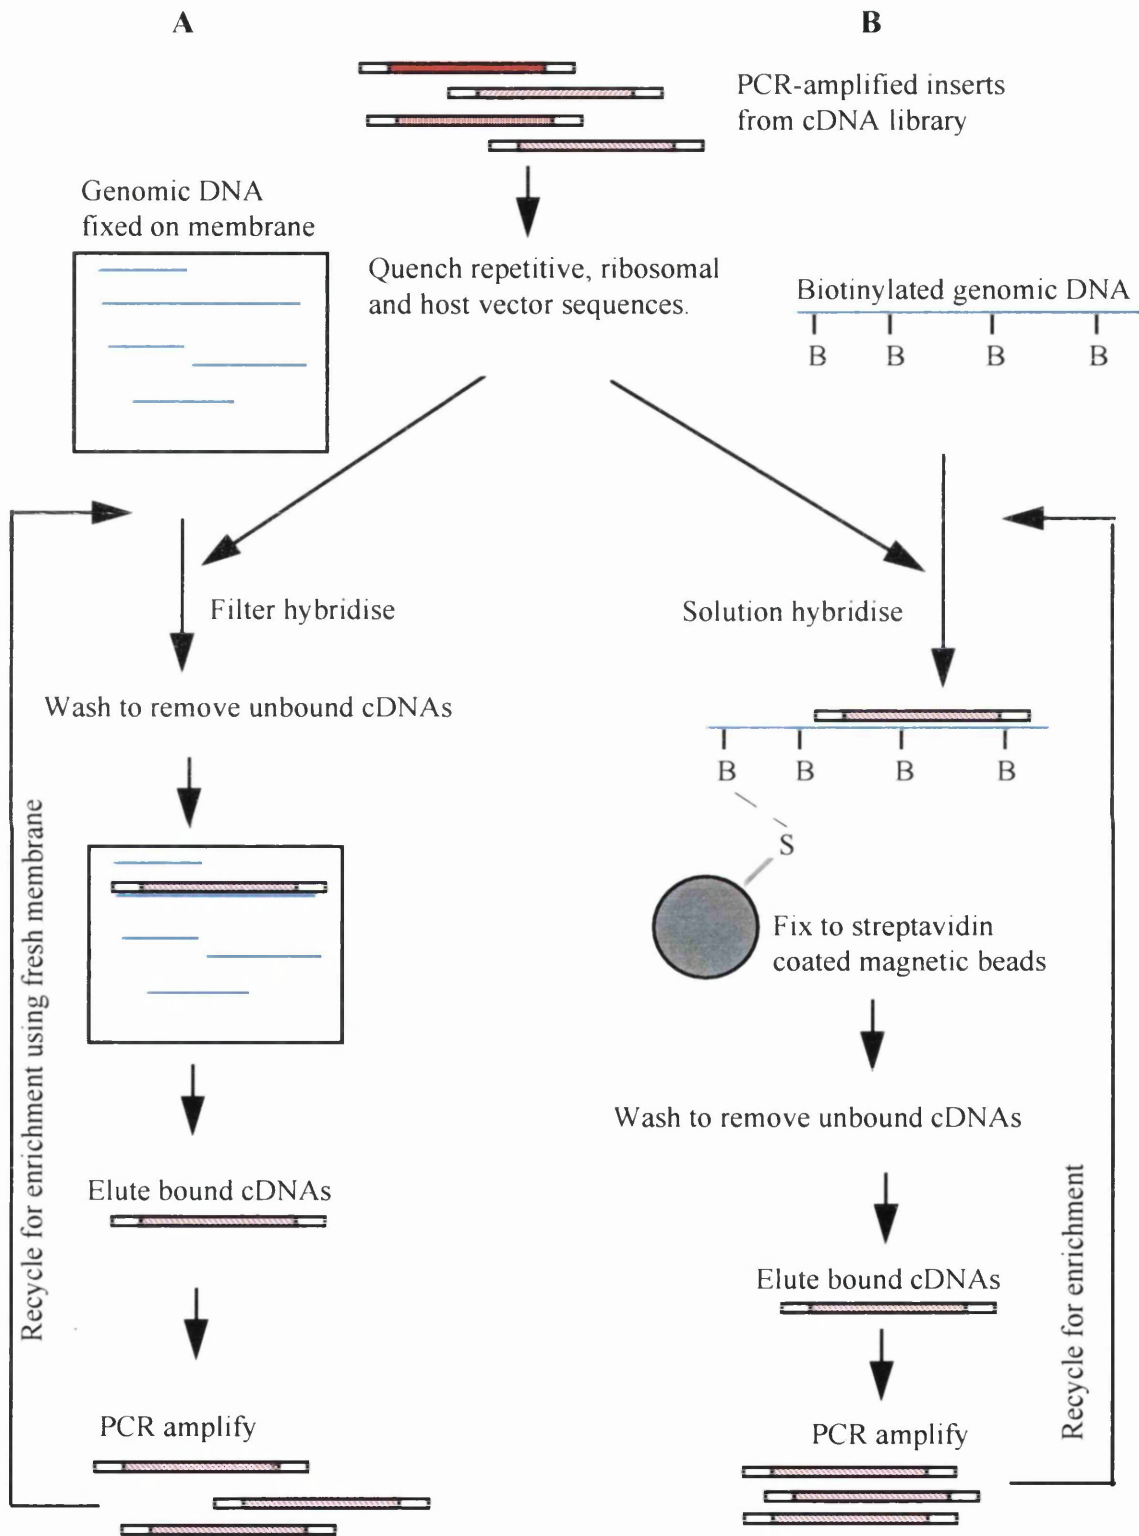 A
B
PCR-amplified inserts
from cDNA library
Genomic DNA
fixed on membrane
Quench repetitive, ribosomal
and host vector sequences.
Biotinylated genomic DNA
B B B B
Filter hybridise
Solution hybridise
Wash to remove unbound cDNAs
B B B B
S
Fix to streptavidin
coated magnetic beads
Wash to remove unbound cDNAs
Elute bound cDNAs
Elute bound cDNAs
PCR amplify
PCR amplify
Recycle for enrichment using fresh membrane
Recycle for enrichment